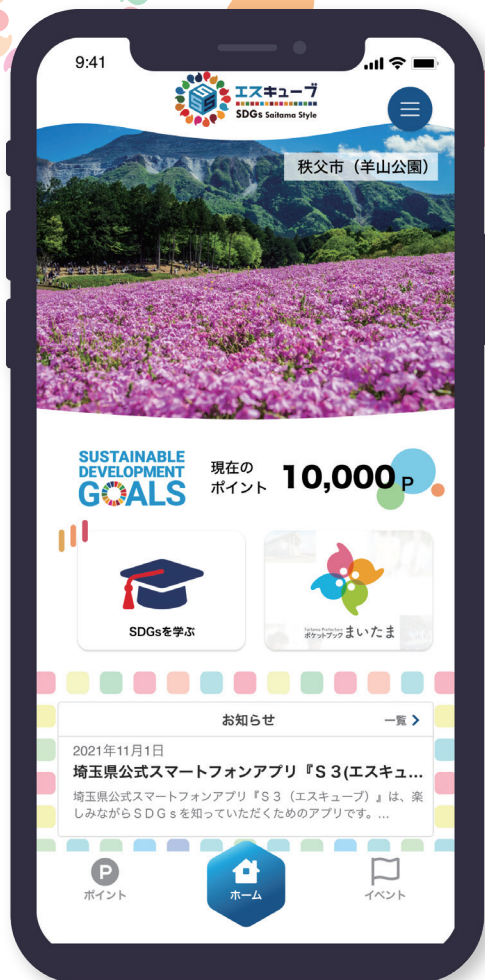 9:41
エスキューブ
SDGs Saitama Style
秩父市（羊山公園）
SUSTAINABLE
DEVELOPMENT
GOALS
現在の
ポイント
10,000 P
SDGsを学ぶ
Saitama Prefecture
ポケットブック まいたま
お知らせ
一覧
2021年11月1日
埼玉県公式スマートフォンアプリ『Ｓ３(エスキュ...
埼玉県公式スマートフォンアプリ『Ｓ３（エスキューブ）』は、楽
しみながらＳＤＧｓを知っていただくためのアプリです。...
P
ポイント
ホーム
イベント